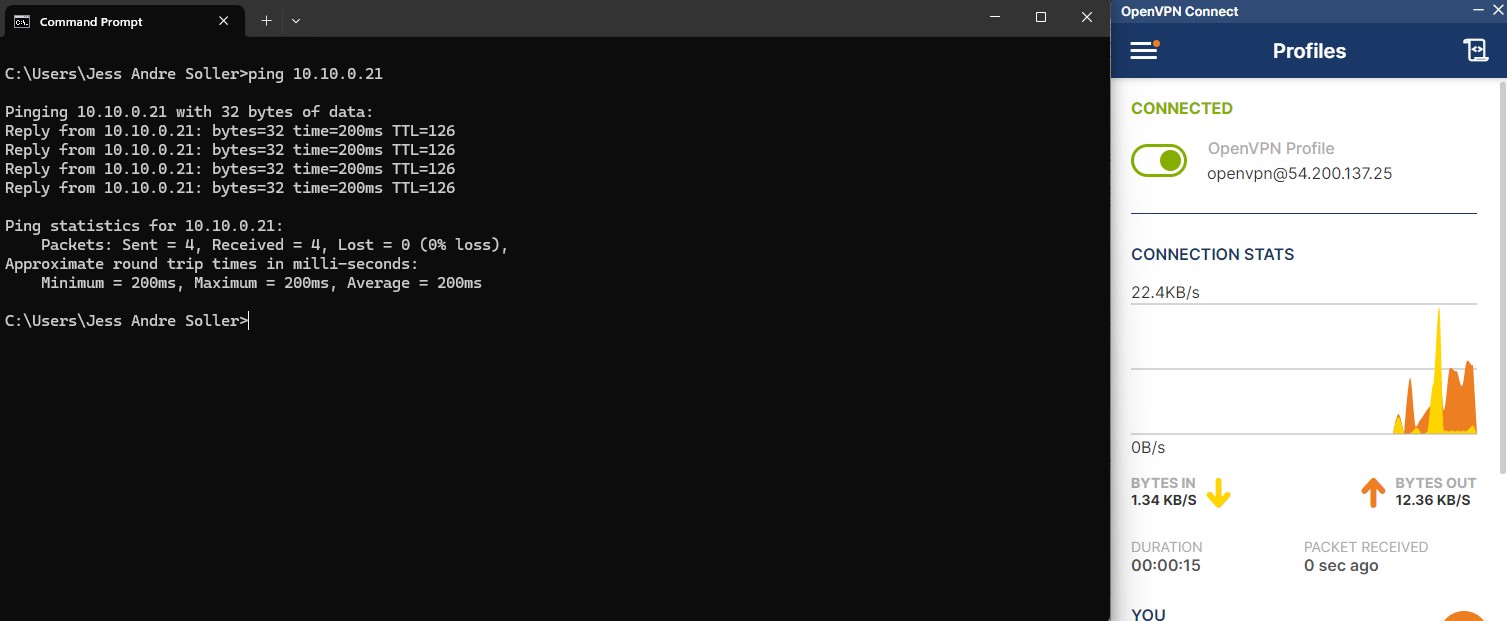 Command Prompt
C:\Users\Jess Andre Soller>ping 10.10.0.21
Pinging 10.10.0.21 with 32 bytes of data:
Reply from 10.10.0.21: bytes=32 time=200ms TTL=126
Reply from 10.10.0.21: bytes=32 time=200ms TTL=126
Reply from 10.10.0.21: bytes=32 time=200ms TTL=126
Reply from 10.10.0.21: bytes=32 time=200ms TTL=126
Ping statistics for 10.10.0.21:
    Packets: Sent = 4, Received = 4, Lost = 0 (0% loss),
Approximate round trip times in milli-seconds:
    Minimum = 200ms, Maximum = 200ms, Average = 200ms
C:\Users\Jess Andre Soller>
OpenVPN Connect
Profiles
CONNECTED
OpenVPN Profile
openvpn@54.200.137.25
CONNECTION STATS
22.4KB/s
0B/s
BYTES IN
1.34 KB/S
BYTES OUT
12.36 KB/S
DURATION
00:00:15
PACKET RECEIVED
0 sec ago
YOU